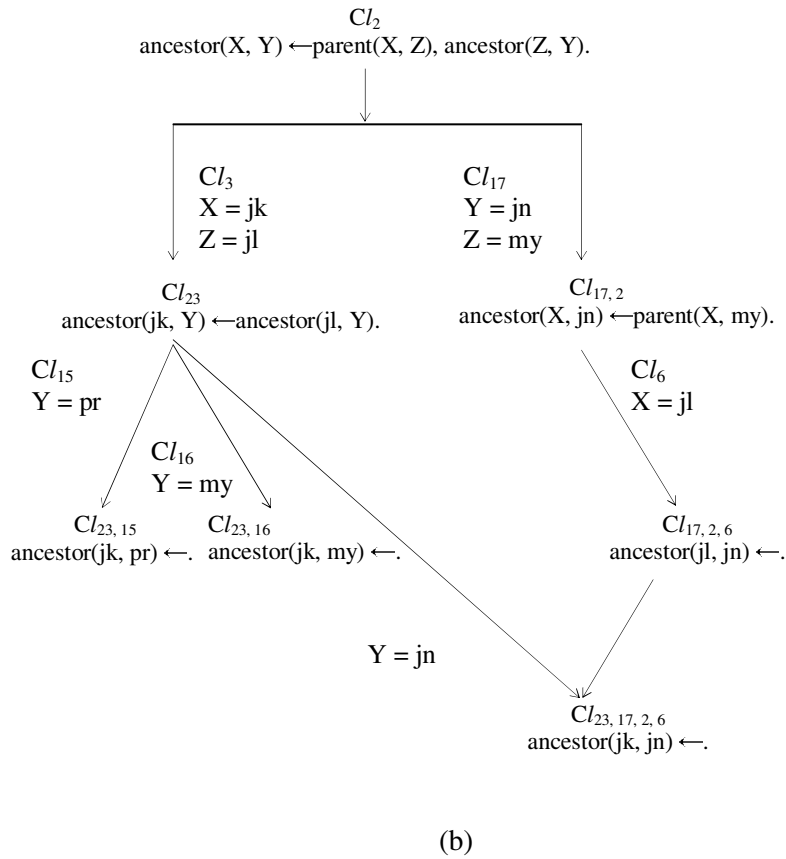 Cl₂
ancestor(X, Y) ←parent(X, Z), ancestor(Z, Y).
Cl₃
X = jk
Z = jl
Cl₁₇
Y = jn
Z = my
Cl₂₃
ancestor(jk, Y) ←ancestor(jl, Y).
Cl₁₇, ₂
ancestor(X, jn) ←parent(X, my).
Cl₁₅
Y = pr
Cl₆
X = jl
Cl₁₆
Y = my
Cl₂₃, ₁₅
ancestor(jk, pr) ←.
Cl₂₃, ₁₆
ancestor(jk, my) ←.
Cl₁₇, ₂, ₆
ancestor(jl, jn) ←.
Y = jn
Cl₂₃, ₁₇, ₂, ₆
ancestor(jk, jn) ←.
(b)